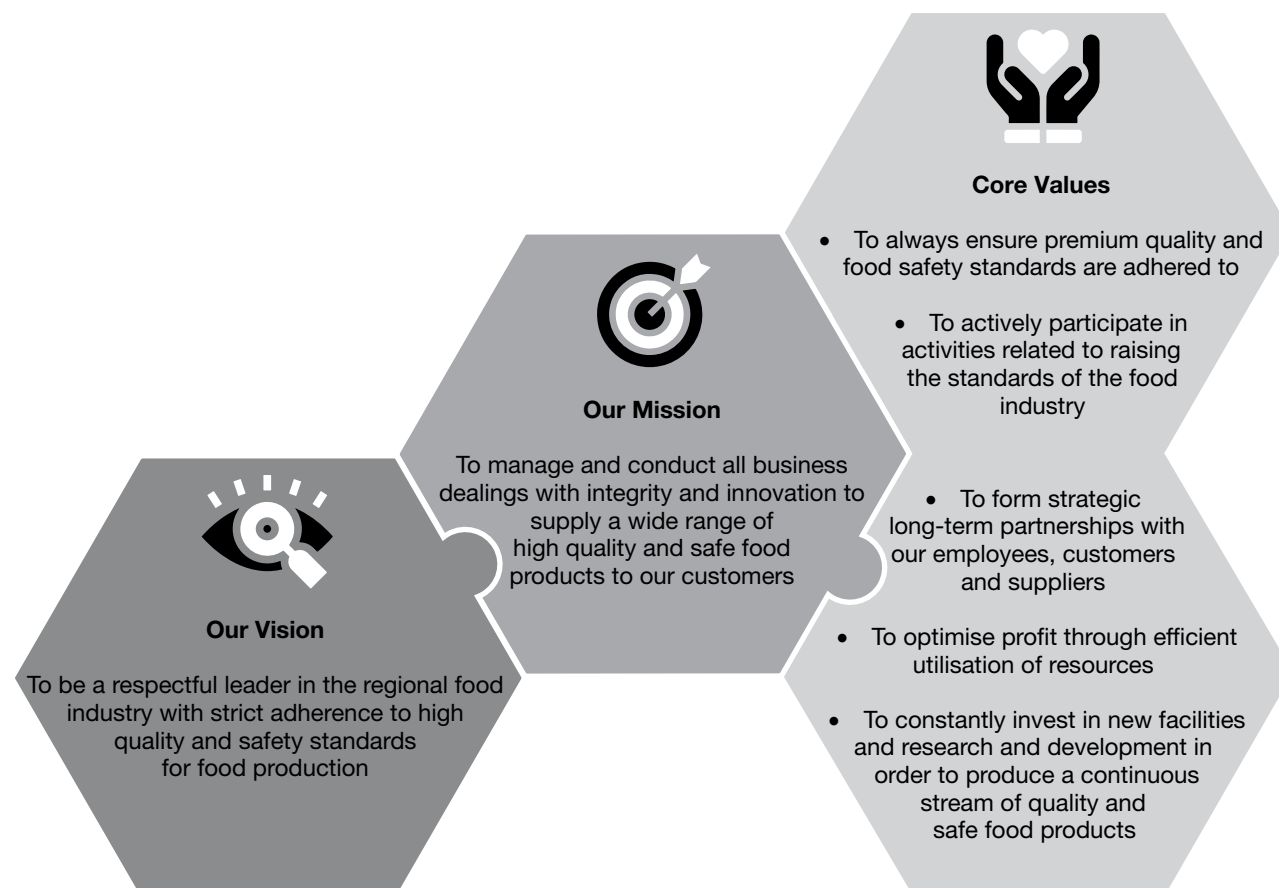 Our Vision
To be a respectful leader in the regional food
industry with strict adherence to high
quality and safety standards
for food production
Our Mission
To manage and conduct all business
dealings with integrity and innovation to
supply a wide range of
high quality and safe food
products to our customers
Core Values
• To always ensure premium quality and
food safety standards are adhered to
• To actively participate in
activities related to raising
the standards of the food
industry
• To form strategic
long-term partnerships with
our employees, customers
and suppliers
• To optimise profit through efficient
utilisation of resources
• To constantly invest in new facilities
and research and development in
order to produce a continuous
stream of quality and
safe food products